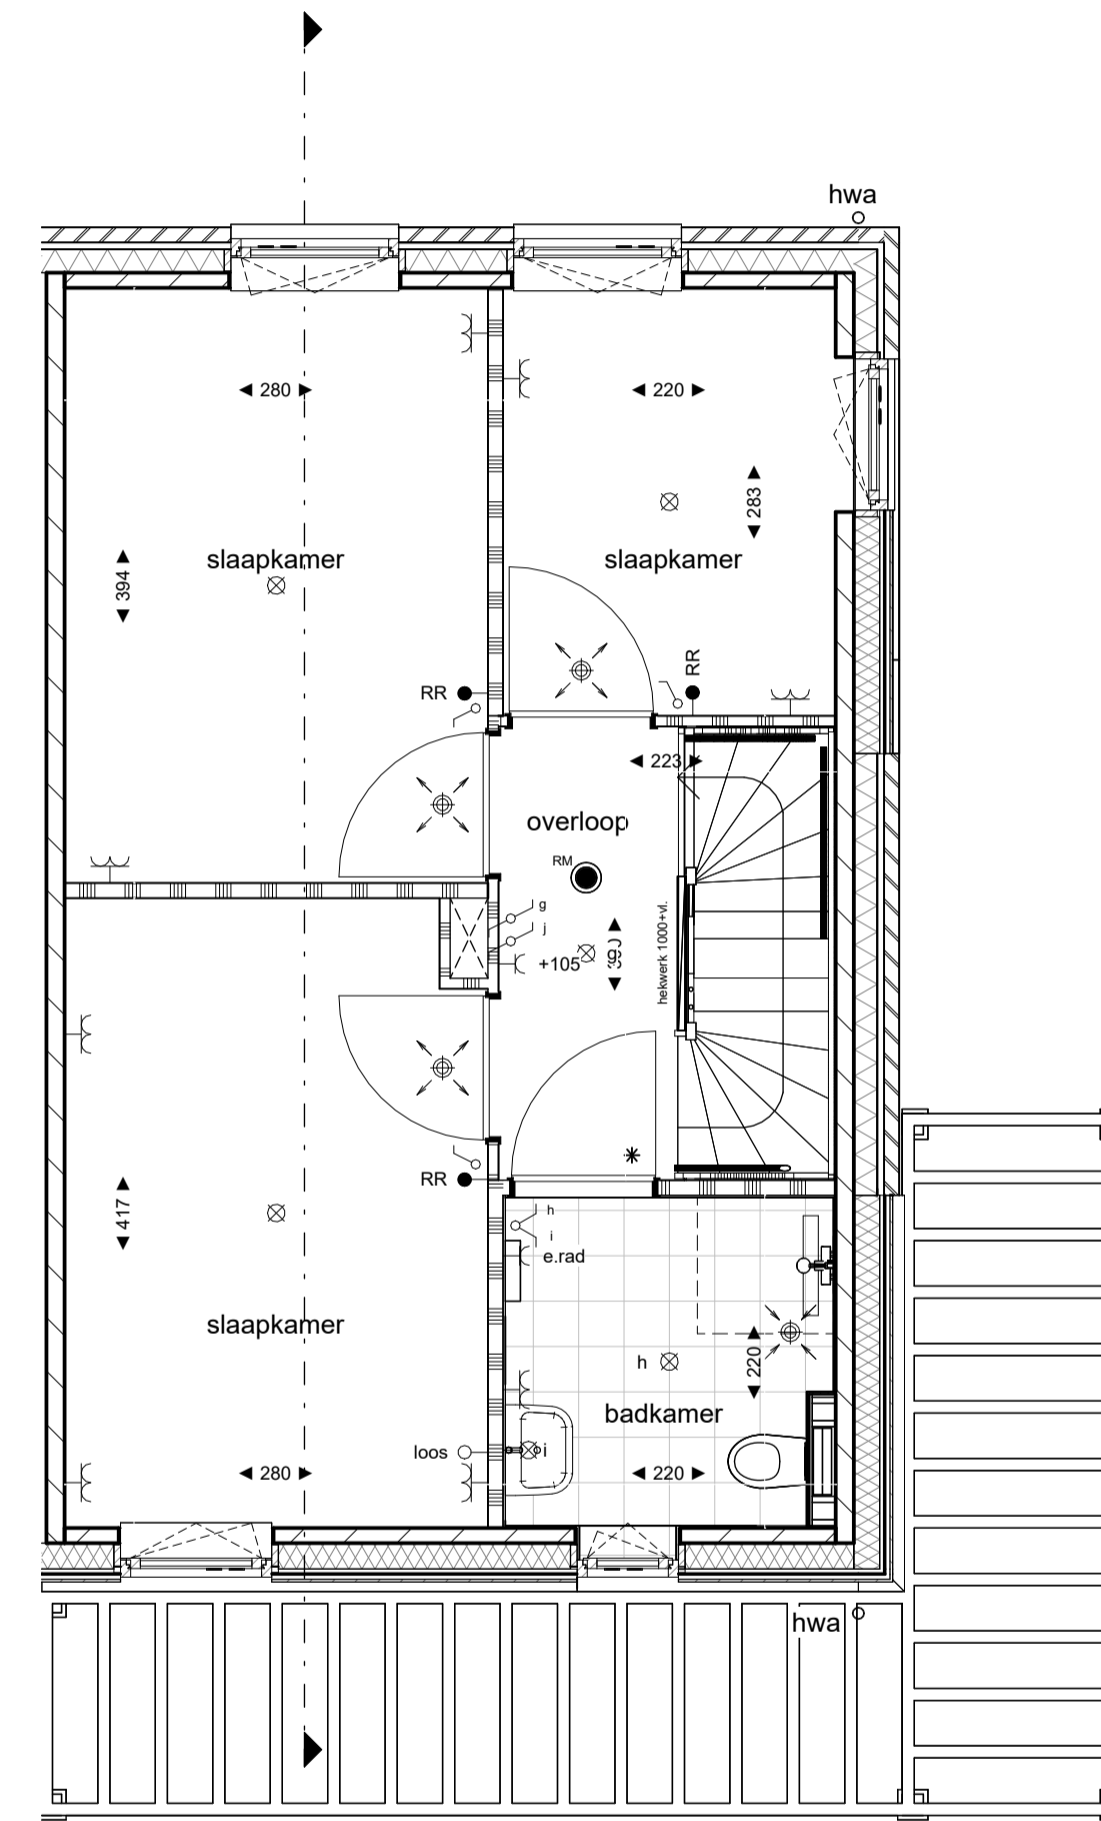 hwa
280
220
283
394
slaapkamer
slaapkamer
RR
RR
223
overloop
RM
g
j
+105
390
hekwerk 1000+vl.
417
RR
h
i
e.rad
h
220
slaapkamer
badkamer
loos
i
280
220
hwa